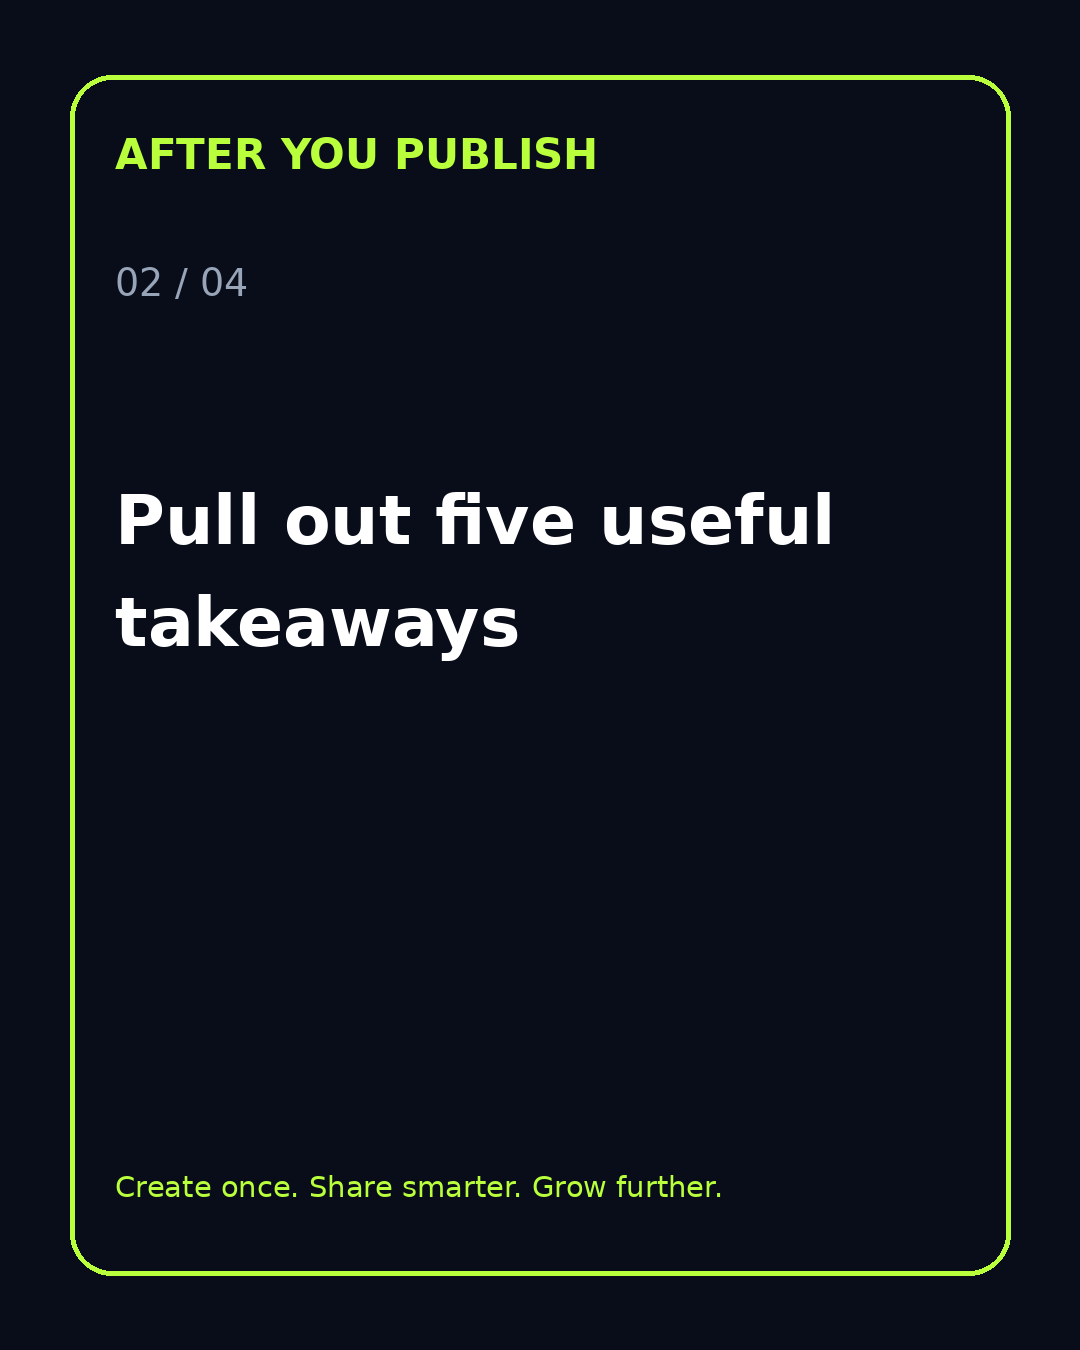 AFTER YOU PUBLISH
02 / 04
Pull out five useful
takeaways
Create once. Share smarter. Grow further.